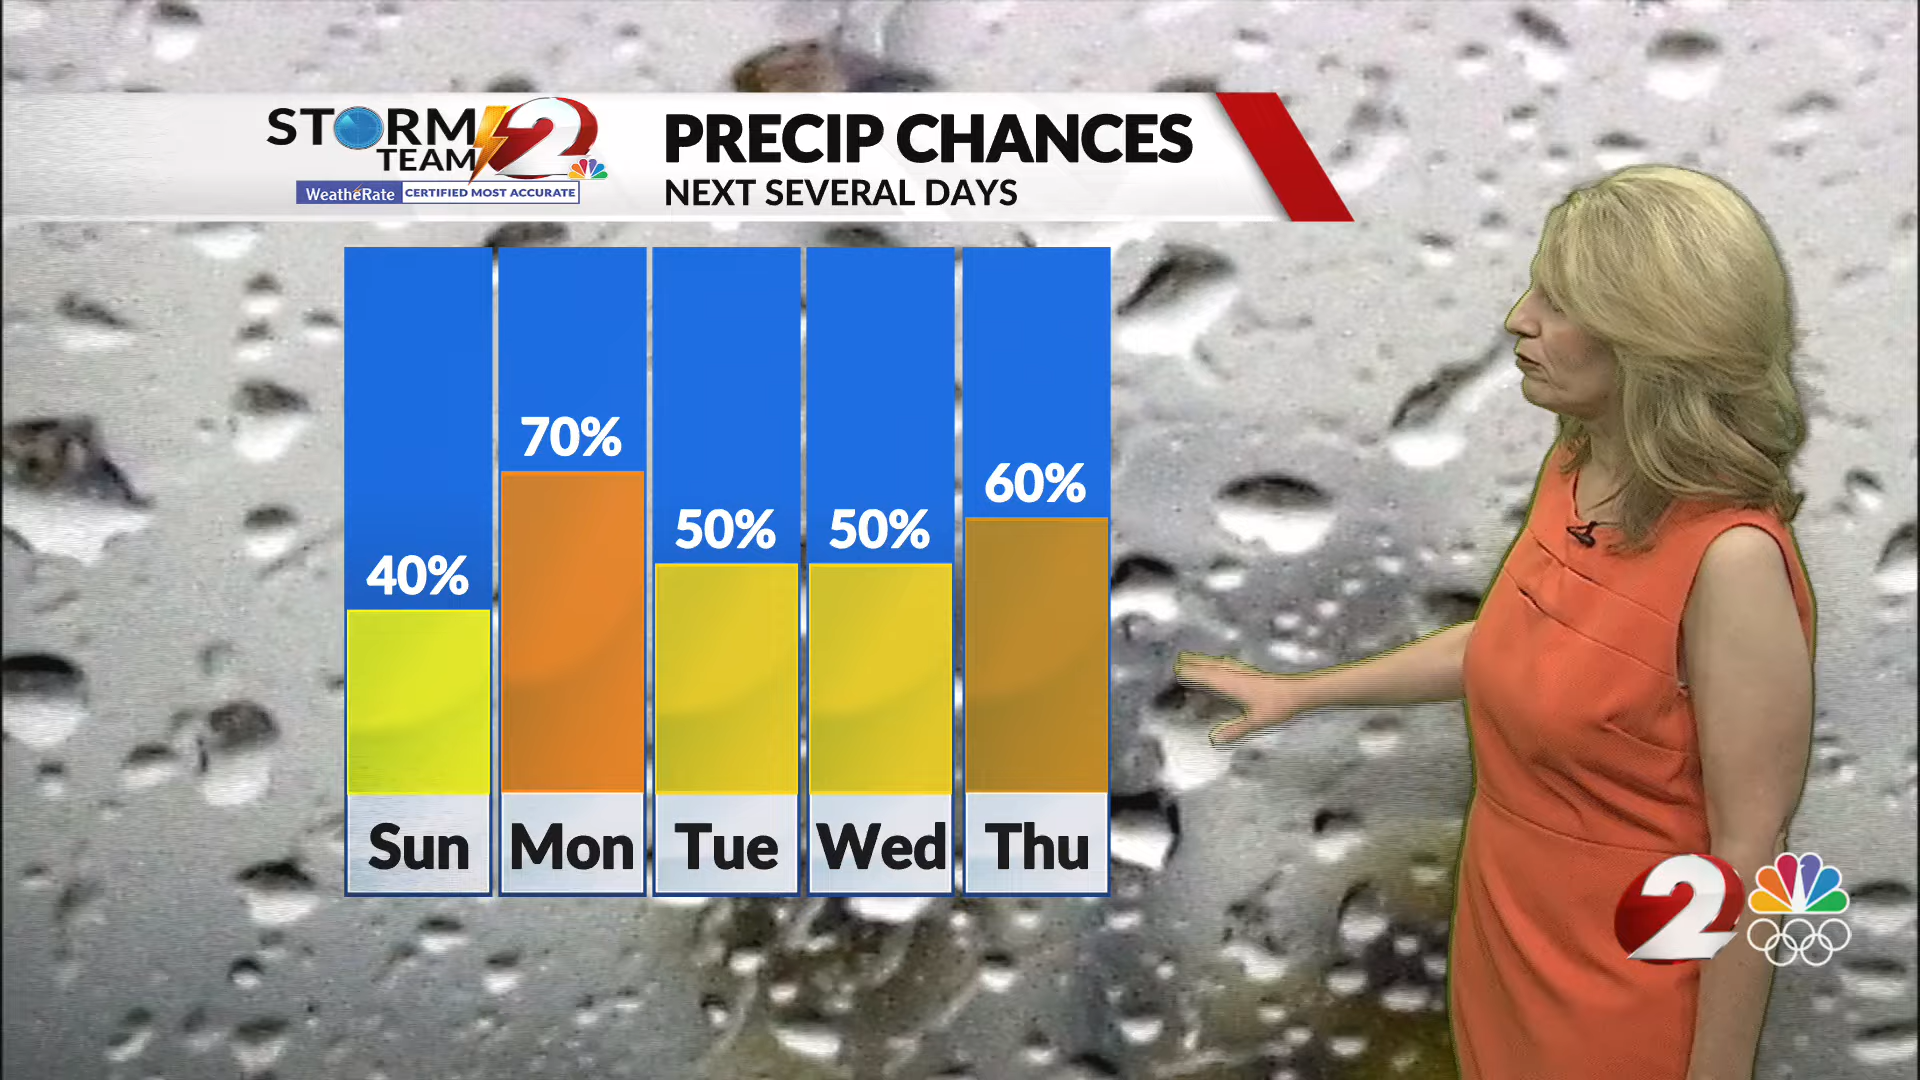 STORM
TEAM 2
WeatheRate CERTIFIED MOST ACCURATE
PRECIP CHANCES
NEXT SEVERAL DAYS
40% 70% 50% 50% 60%
Sun Mon Tue Wed Thu
2